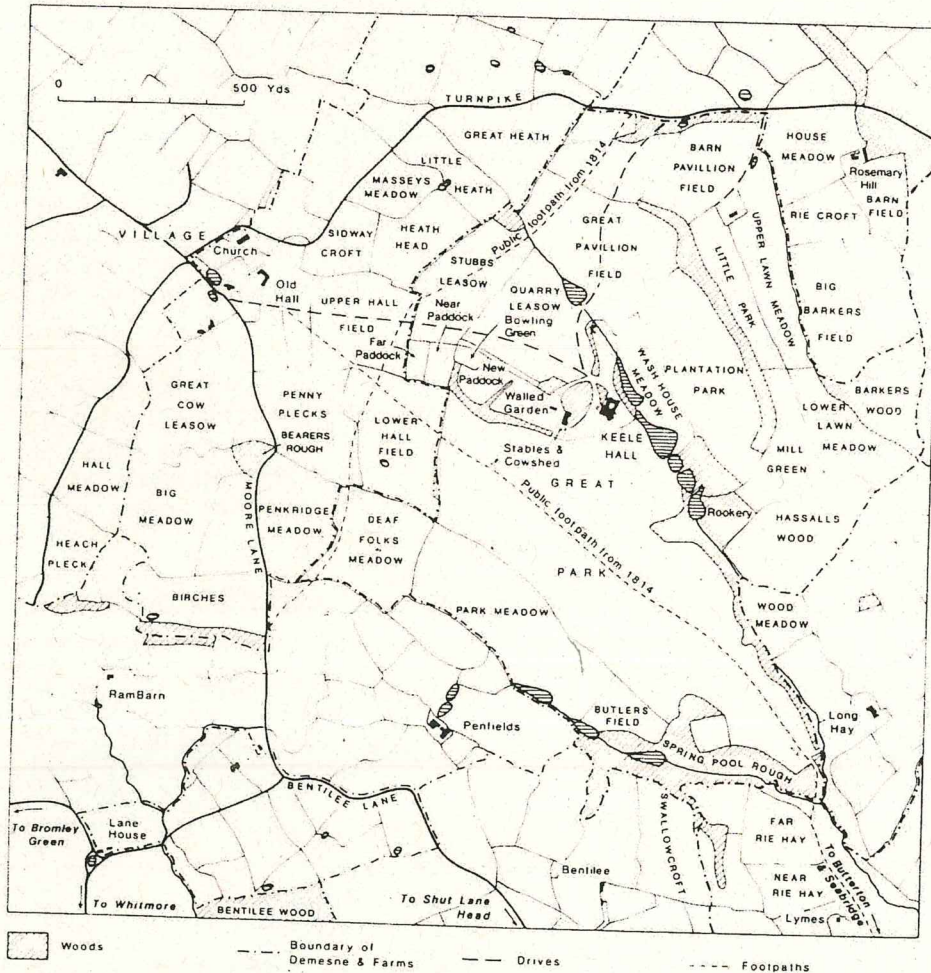 0
500 Yds
TURNPIKE
GREAT HEATH
LITTLE
HEATH
MASSEYS
MEADOW
SIDWAY
CROFT
HEATH
HEAD
VILLAGE
Church
Old
Hall
Public footpath from 1814
STUBBS
LEASOW
GREAT
PAVILLION
FIELD
BARN
PAVILLION
FIELD
HOUSE
MEADOW
Rosemary
Hill
BARN
FIELD
RIE CROFT
UPPER LAWN MEADOW
LITTLE
PARK
BIG
BARKERS
FIELD
UPPER HALL
FIELD
Near
Paddock
Far
Paddock
QUARRY
LEASOW
Bowling
Green
New
Paddock
Walled
Garden
Stables &
Cowshed
KEELE
HALL
WASH HOUSE
MEADOW
PLANTATION
PARK
BARKERS
WOOD
LOWER
LAWN
MEADOW
MILL
GREEN
GREAT
COW
LEASOW
PENNY
PLECKS
BEARERS
ROUGH
LOWER
HALL
FIELD
GREAT
PARK
Public footpath from 1814
Rookery
HASSALLS
WOOD
HALL
MEADOW
BIG
MEADOW
MOORE LANE
PENKRIDGE
MEADOW
DEAF
FOLKS
MEADOW
HEACH
PLECK
BIRCHES
PARK MEADOW
WOOD
MEADOW
RamBarn
Penfields
BUTLERS
FIELD
SPRING POOL ROUGH
Long
Hay
BENTILEE LANE
SWALLOWCROFT
FAR
RIE HAY
To Bromley
Green
Lane
House
To Whitmore
BENTILEE WOOD
To Shut Lane
Head
Bentilee
NEAR
RIE HAY
Lymes
To Butterton
& Seabridge
Woods
Boundary of
Demesne & Farms
Drives
Footpaths